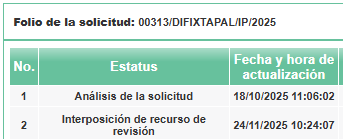 Folio de la solicitud: 00313/DIFIXTAPAL/IP/2025
No. Estatus Fecha y hora de
actualización
1 Análisis de la solicitud 18/10/2025 11:06:02
2 Interposición de recurso de
revisión 24/11/2025 10:24:07